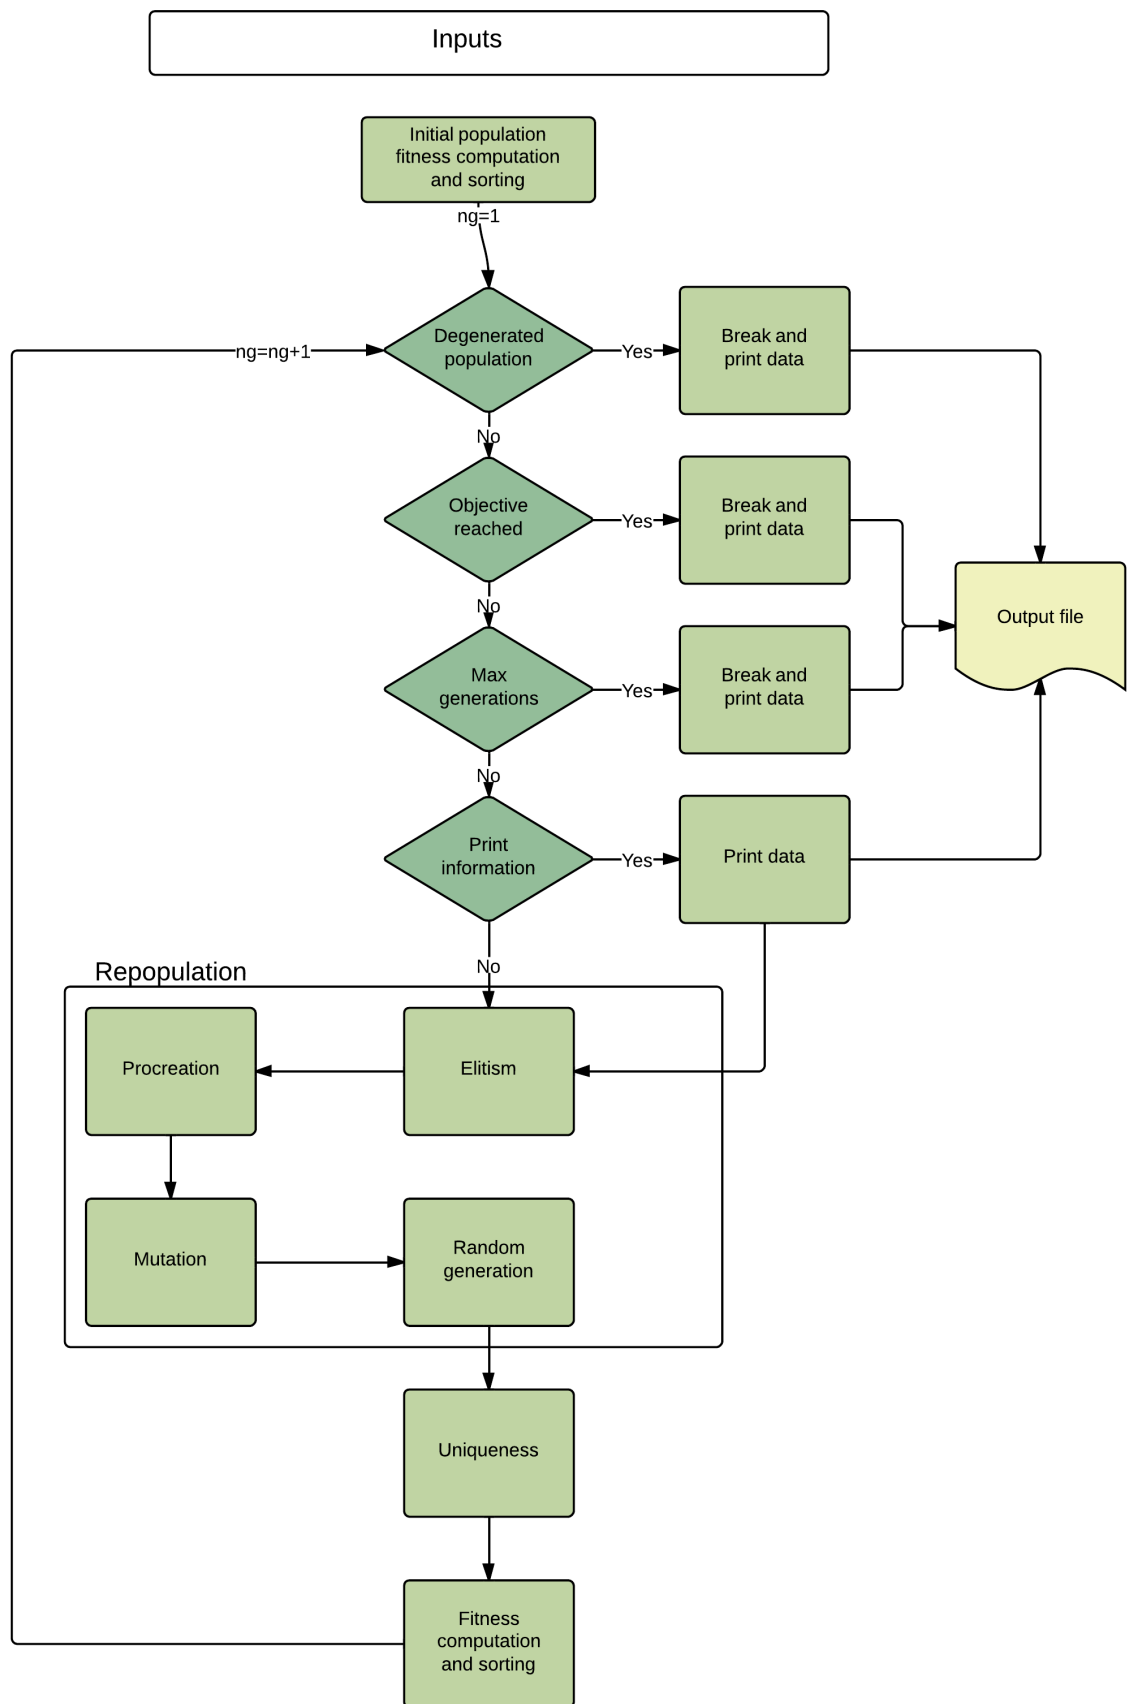 Inputs
Initial population
fitness computation
and sorting
ng=1
Degenerated
population
Yes
Break and
print data
ng=ng+1
No
Objective
reached
Yes
Break and
print data
Output file
No
Max
generations
Yes
Break and
print data
No
Print
information
Yes
Print data
No
Repopulation
Procreation
Elitism
Mutation
Random
generation
Uniqueness
Fitness
computation
and sorting